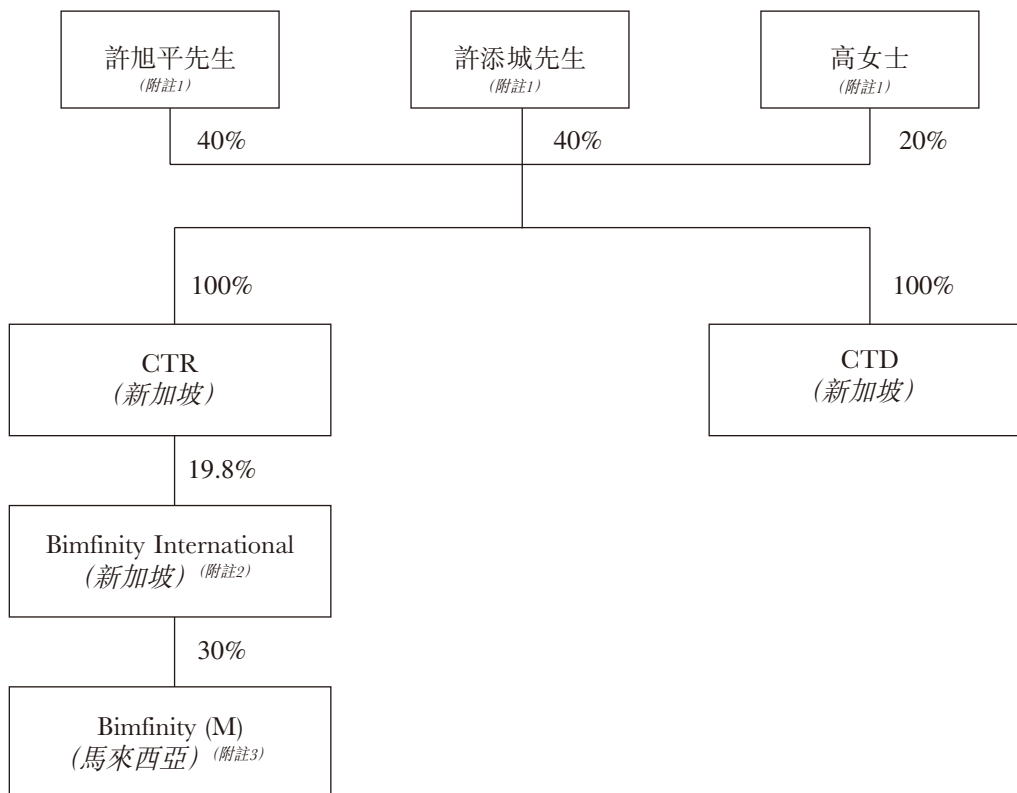 許旭平先生
(附註1)
許添城先生
(附註1)
高女士
(附註1)
40%
40%
20%
100%
100%
CTR
(新加坡)
CTD
(新加坡)
19.8%
Bimfinity International
(新加坡) (附註2)
30%
Bimfinity (M)
(馬來西亞) (附註3)